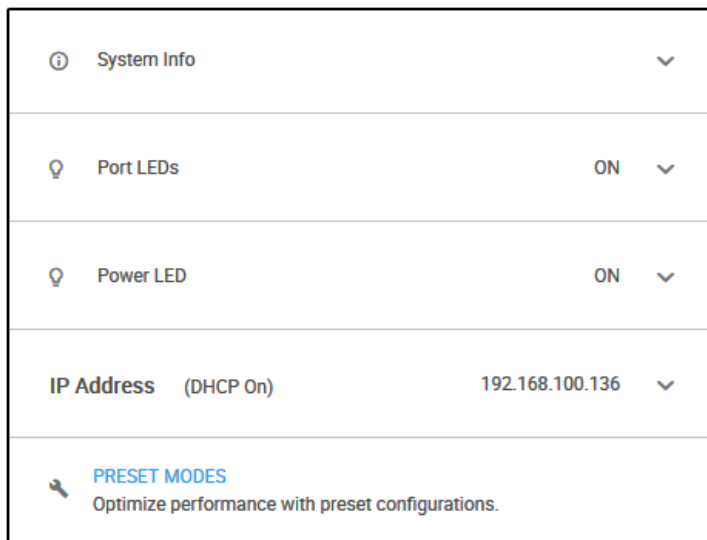 System Info
Port LEDs ON
Power LED ON
IP Address (DHCP On) 192.168.100.136
PRESET MODES
Optimize performance with preset configurations.